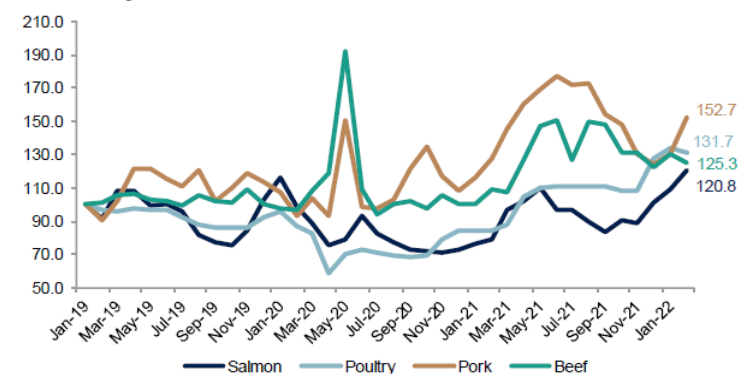 210.0
190.0
170.0
150.0
130.0
110.0
90.0
70.0
50.0
152.7
131.7
125.3
120.8
Jan-19
Mar-19
May-19
Jul-19
Sep-19
Nov-19
Jan-20
Mar-20
May-20
Jul-20
Sep-20
Nov-20
Jan-21
Mar-21
May-21
Jul-21
Sep-21
Nov-21
Jan-22
Salmon Poultry Pork Beef